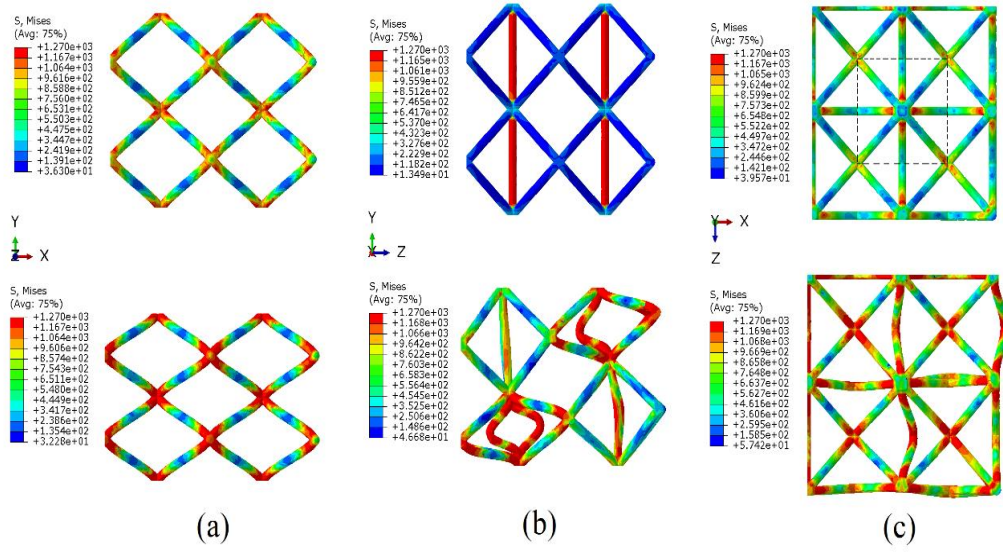 S, Mises
(Avg: 75%)
+1.270e+03
+1.167e+03
+1.064e+03
+9.616e+02
+8.588e+02
+7.560e+02
+6.531e+02
+5.503e+02
+4.475e+02
+3.447e+02
+2.419e+02
+1.391e+02
+3.630e+01
Y
Z X
S, Mises
(Avg: 75%)
+1.270e+03
+1.167e+03
+1.064e+03
+9.606e+02
+8.574e+02
+7.543e+02
+6.511e+02
+5.480e+02
+4.449e+02
+3.417e+02
+2.386e+02
+1.354e+02
+3.228e+01
(a)
S, Mises
(Avg: 75%)
+1.270e+03
+1.165e+03
+1.061e+03
+9.559e+02
+8.512e+02
+7.465e+02
+6.417e+02
+5.370e+02
+4.323e+02
+3.276e+02
+2.229e+02
+1.182e+02
+1.349e+01
Y
X Z
S, Mises
(Avg: 75%)
+1.270e+03
+1.168e+03
+1.066e+03
+9.642e+02
+8.622e+02
+7.603e+02
+6.583e+02
+5.564e+02
+4.545e+02
+3.525e+02
+2.506e+02
+1.486e+02
+4.668e+01
(b)
S, Mises
(Avg: 75%)
+1.270e+03
+1.167e+03
+1.065e+03
+9.624e+02
+8.599e+02
+7.573e+02
+6.548e+02
+5.522e+02
+4.497e+02
+3.472e+02
+2.446e+02
+1.421e+02
+3.957e+01
Y X
Z
S, Mises
(Avg: 75%)
+1.270e+03
+1.169e+03
+1.068e+03
+9.669e+02
+8.658e+02
+7.648e+02
+6.637e+02
+5.627e+02
+4.616e+02
+3.606e+02
+2.595e+02
+1.585e+02
+5.742e+01
(c)